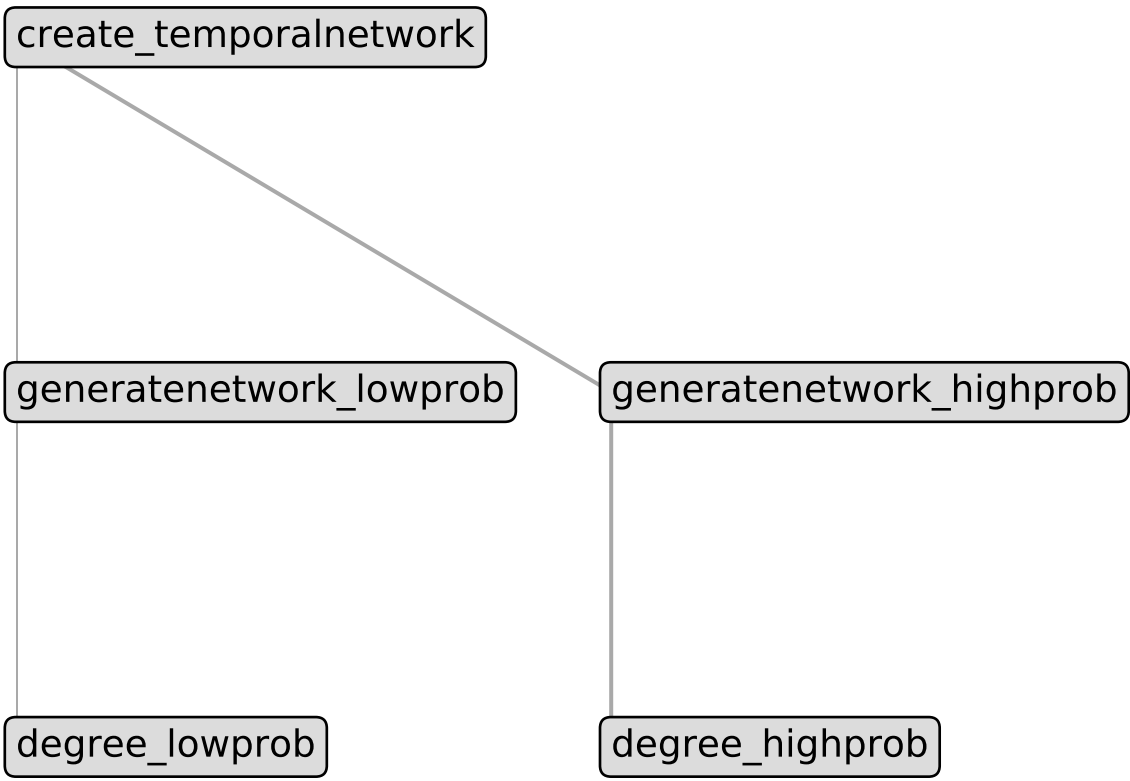 create_temporalnetwork
generatenetwork_lowprob
generatenetwork_highprob
degree_lowprob
degree_highprob